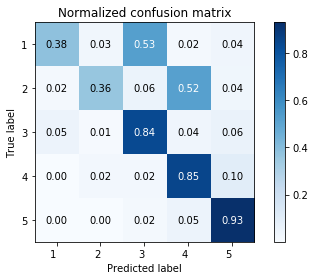 Normalized confusion matrix
1 0.38 0.03 0.53 0.02 0.04
2 0.02 0.36 0.06 0.52 0.04
3 0.05 0.01 0.84 0.04 0.06
4 0.00 0.02 0.02 0.85 0.10
5 0.00 0.00 0.02 0.05 0.93
1 2 3 4 5
True label
Predicted label
0.8
0.6
0.4
0.2